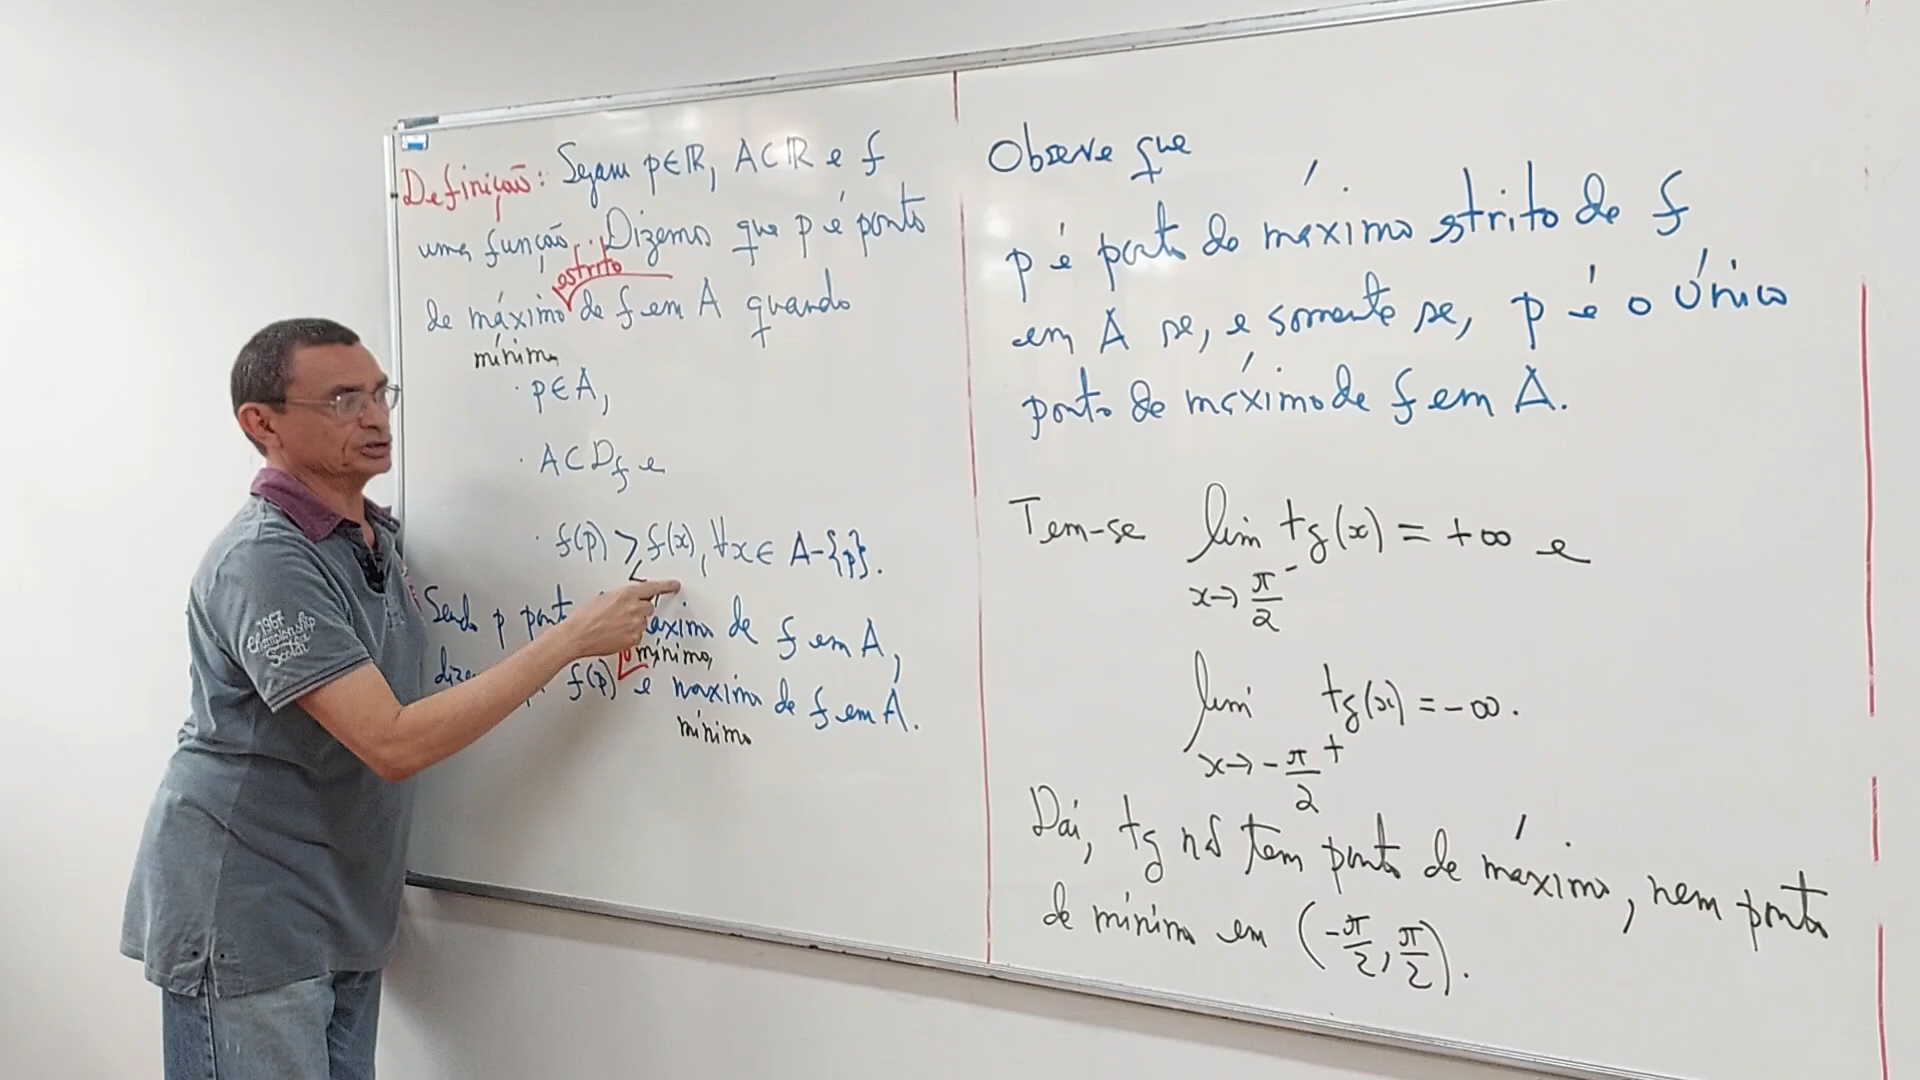 Definição: Sejam p∈ℝ, A⊂ℝ e f
uma função. Dizemos que p é ponto
estrito
de máximo de f em A quando
mínimo
· p∈A,
· A⊂D_f e
· f(p) > f(x), ∀x∈ A-{p}.
<
Sendo p ponto máximo de f em A,
mínimo,
f(p) é o máximo de f em A.
mínimo
Observe que
p é ponto de máximo estrito de f
em A se, e somente se, p é o único
ponto de máximo de f em A.
Tem-se lim tg(x) = +∞ e
x→π/2⁻
lim tg(x) = -∞.
x→-π/2⁺
Daí, tg não tem ponto de máximo, nem ponto
de mínimo em (-π/2, π/2).
1967
Championship
Scotch